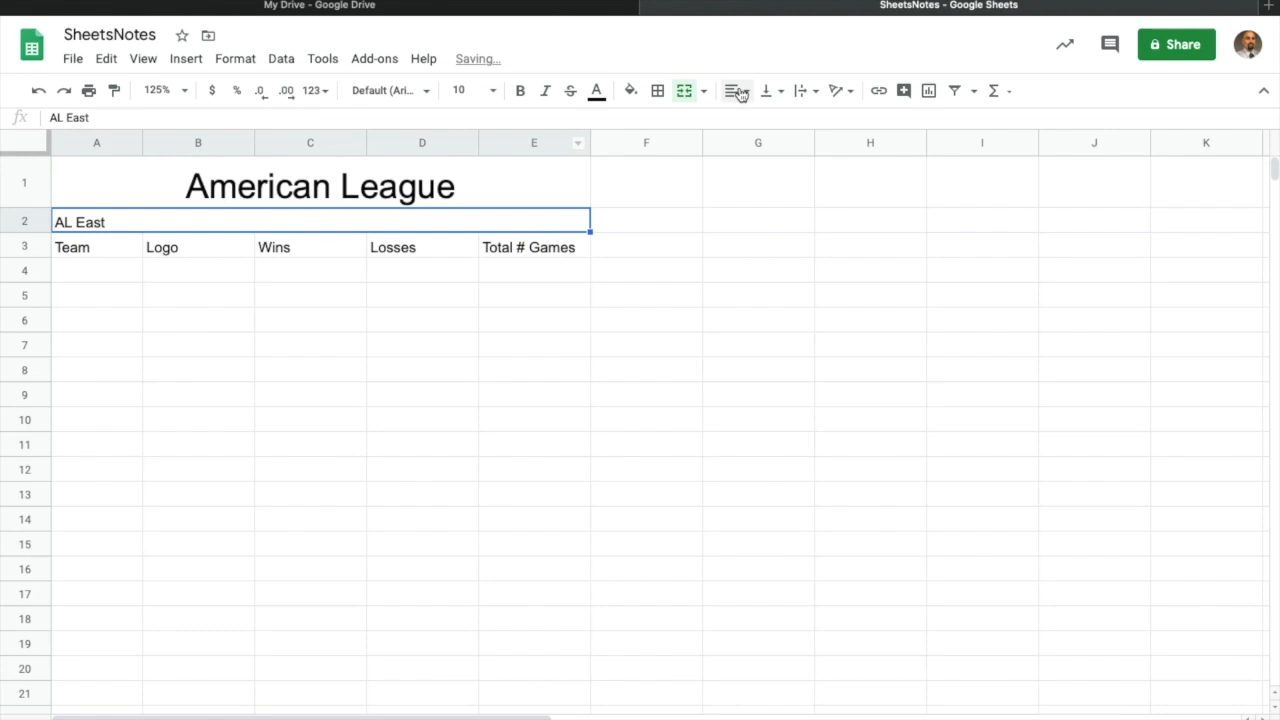 My Drive - Google Drive
SheetsNotes - Google Sheets
SheetsNotes
File Edit View Insert Format Data Tools Add-ons Help Saving...
Share
125% $ % .0 .00 123 Default (Ari... 10 B I S A
fx AL East
A B C D E F G H I J K
1 American League
2 AL East
3 Team Logo Wins Losses Total # Games
4
5
6
7
8
9
10
11
12
13
14
15
16
17
18
19
20
21